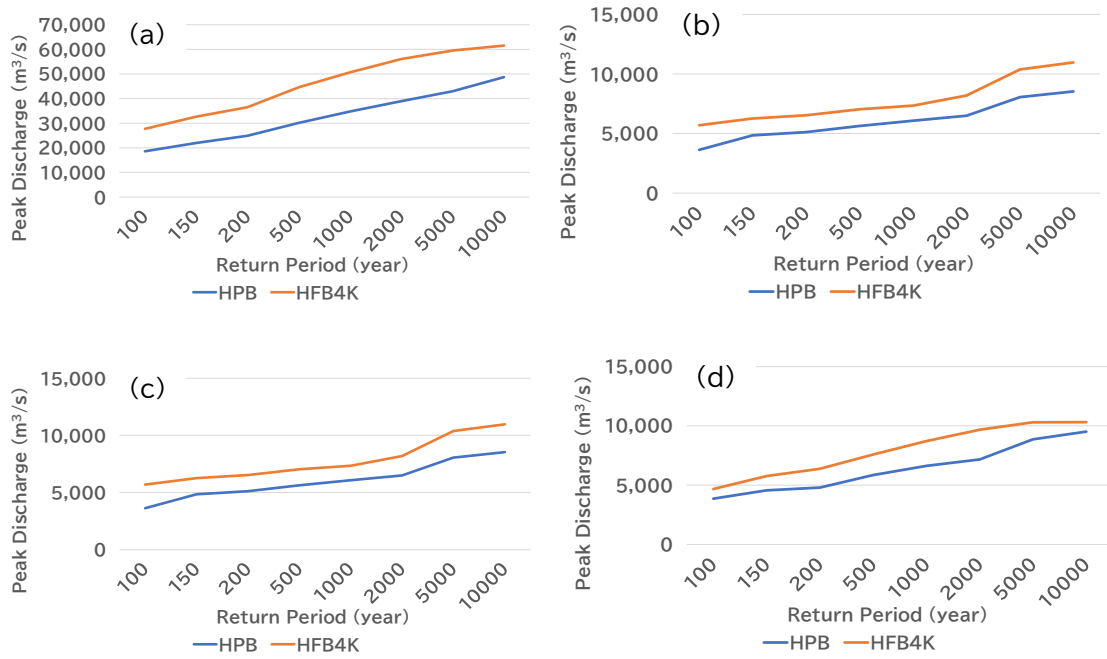 (a)
Peak Discharge (m³/s)
70,000
60,000
50,000
40,000
30,000
20,000
10,000
0
100 150 200 500 1000 2000 5000 10000
Return Period (year)
HPB HFB4K
(b)
Peak Discharge (m³/s)
15,000
10,000
5,000
0
100 150 200 500 1000 2000 5000 10000
Return Period (year)
HPB HFB4K
(c)
Peak Discharge (m³/s)
15,000
10,000
5,000
0
100 150 200 500 1000 2000 5000 10000
Return Period (year)
HPB HFB4K
(d)
Peak Discharge (m³/s)
15,000
10,000
5,000
0
100 150 200 500 1000 2000 5000 10000
Return Period (year)
HPB HFB4K